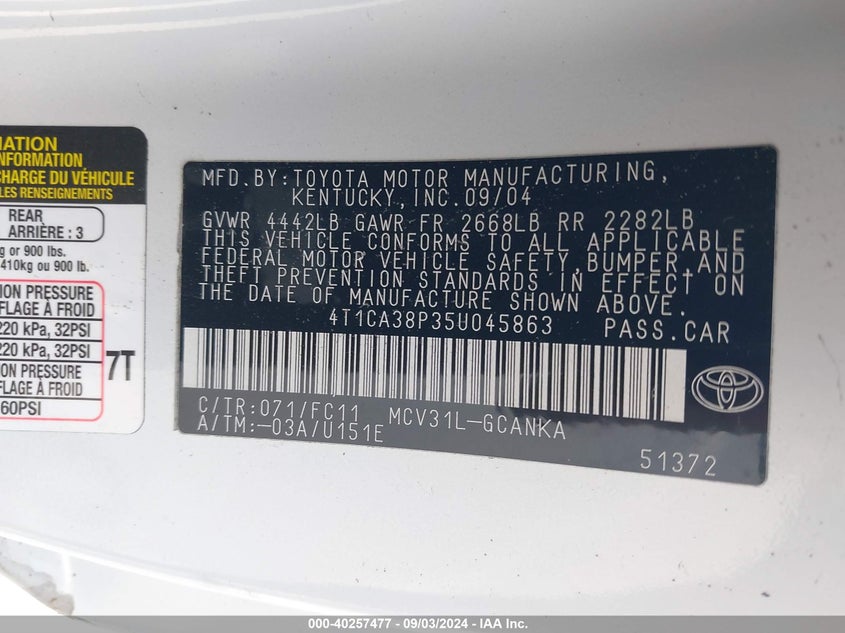 MATION
INFORMATION
CHARGE DU VÉHICULE
LES RENSEIGNEMENTS
REAR
ARRIÈRE : 3
g or 900 lbs.
410kg ou 900 lb.
ION PRESSURE
FLAGE À FROID
220 kPa, 32PSI
220 kPa, 32PSI
ION PRESSURE
FLAGE À FROID
60PSI
7T
MFD.BY:TOYOTA MOTOR MANUFACTURING,
KENTUCKY,INC.09/04
GVWR 4442LB GAWR FR 2668LB RR 2282LB
THIS VEHICLE CONFORMS TO ALL APPLICABLE
FEDERAL MOTOR VEHICLE SAFETY,BUMPER,AND
THEFT PREVENTION STANDARDS IN EFFECT ON
THE DATE OF MANUFACTURE SHOWN ABOVE.
4T1CA38P35U045863 PASS.CAR
C/TR:071/FC11 MCV31L-GCANKA
A/TM:-03A/U151E
51372
000-40257477 - 09/03/2024 - IAA Inc.